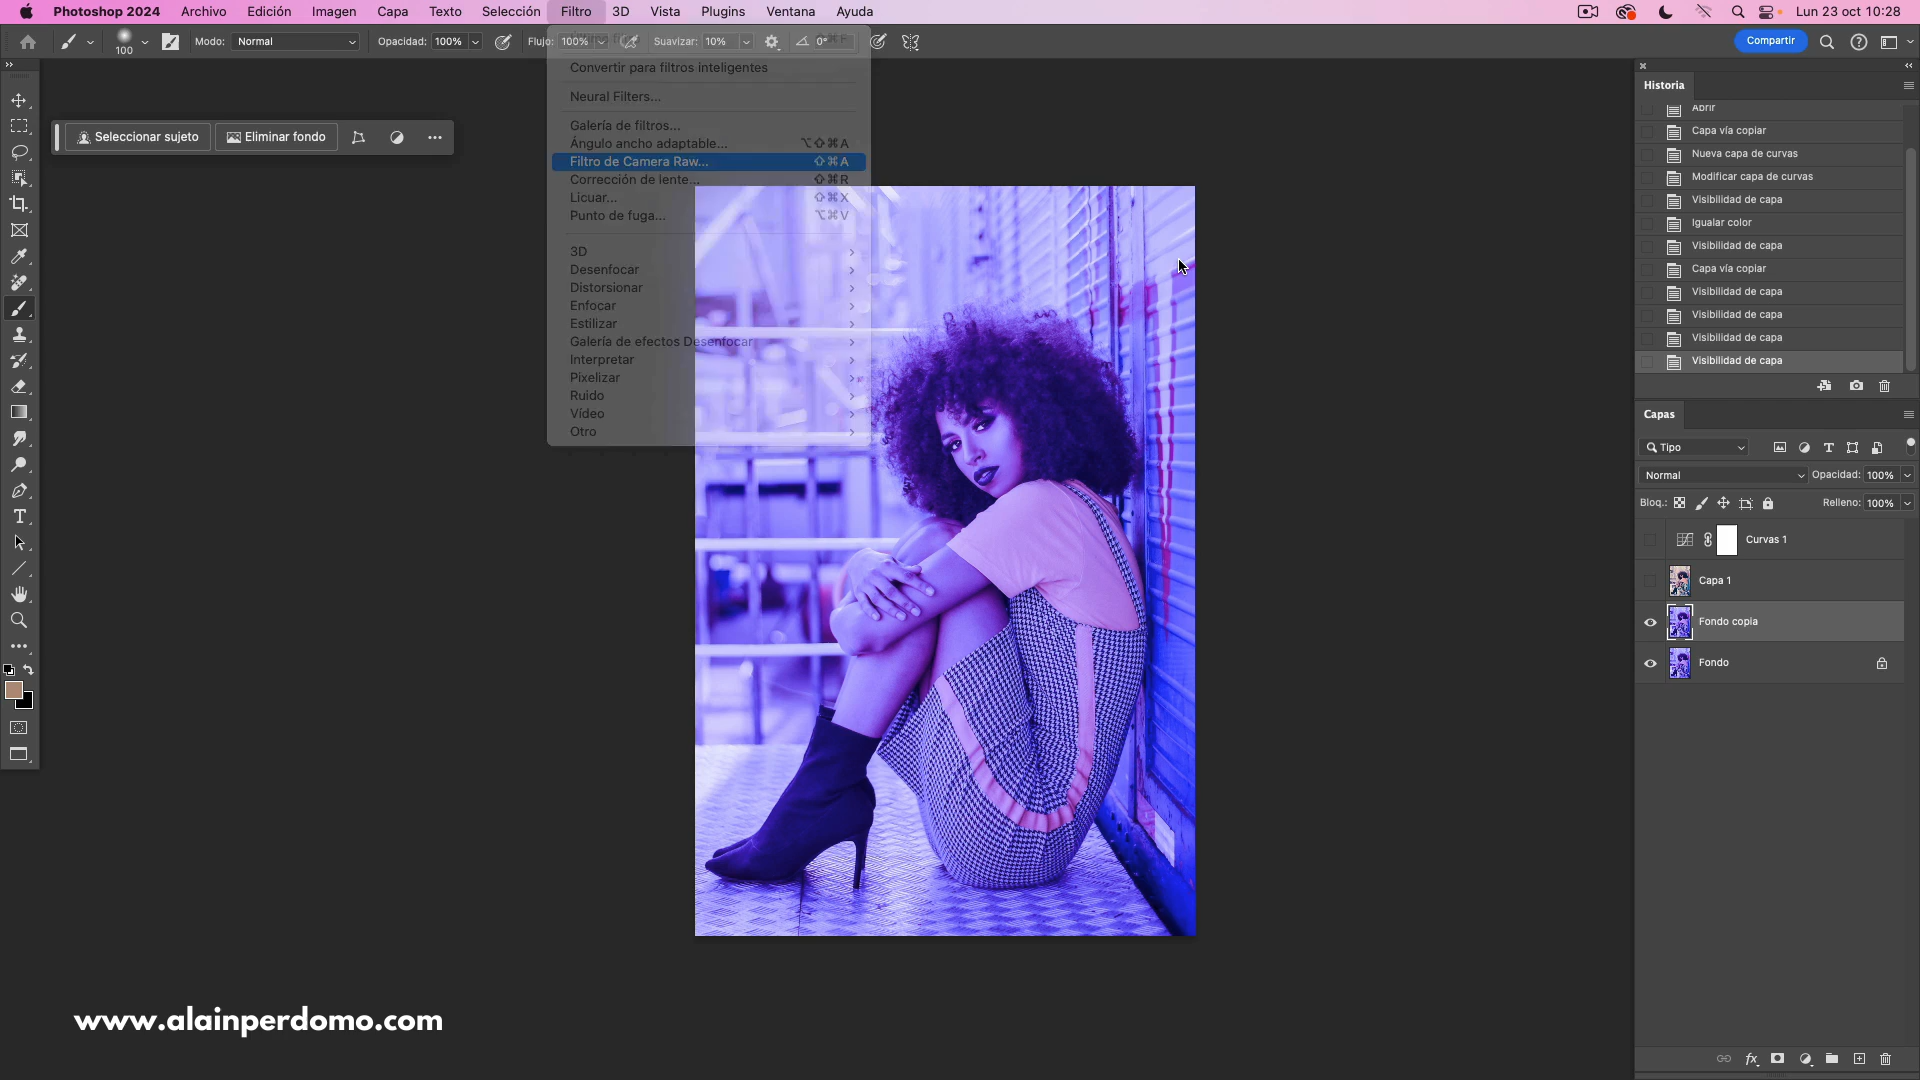 Photoshop 2024 Archivo Edición Imagen Capa Texto Selección Filtro 3D Vista Plugins Ventana Ayuda Lun 23 oct 10:28
100 Modo: Normal Opacidad: 100% Flujo: 100% Suavizar: 10% 0° Compartir
Seleccionar sujeto Eliminar fondo
Convertir para filtros inteligentes
Neural Filters...
Galería de filtros...
Ángulo ancho adaptable... ⌥⇧⌘A
Filtro de Camera Raw... ⇧⌘A
Corrección de lente... ⇧⌘R
Licuar... ⇧⌘X
Punto de fuga... ⌥⌘V
3D
Desenfocar
Distorsionar
Enfocar
Estilizar
Galería de efectos Desenfocar
Interpretar
Pixelizar
Ruido
Vídeo
Otro
Historia
Abrir
Capa vía copiar
Nueva capa de curvas
Modificar capa de curvas
Visibilidad de capa
Igualar color
Visibilidad de capa
Capa vía copiar
Visibilidad de capa
Visibilidad de capa
Visibilidad de capa
Visibilidad de capa
Capas
Tipo
Normal Opacidad: 100%
Bloq.: Relleno: 100%
Curvas 1
Capa 1
Fondo copia
Fondo
www.alainperdomo.com